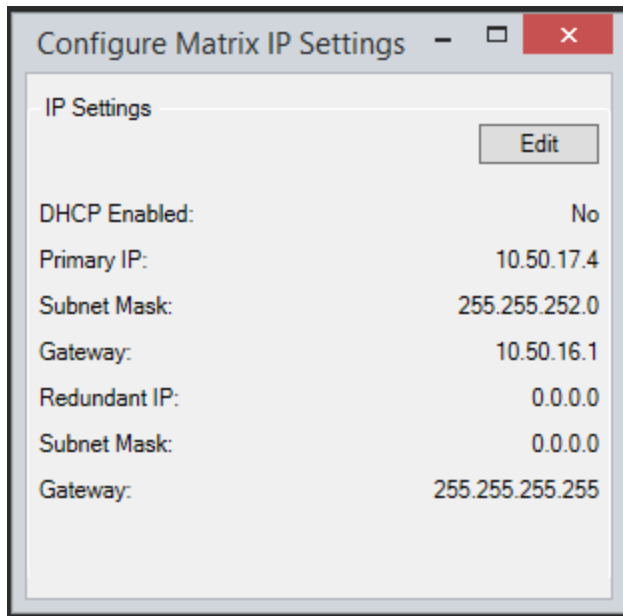 Configure Matrix IP Settings
IP Settings
Edit
DHCP Enabled: No
Primary IP: 10.50.17.4
Subnet Mask: 255.255.252.0
Gateway: 10.50.16.1
Redundant IP: 0.0.0.0
Subnet Mask: 0.0.0.0
Gateway: 255.255.255.255